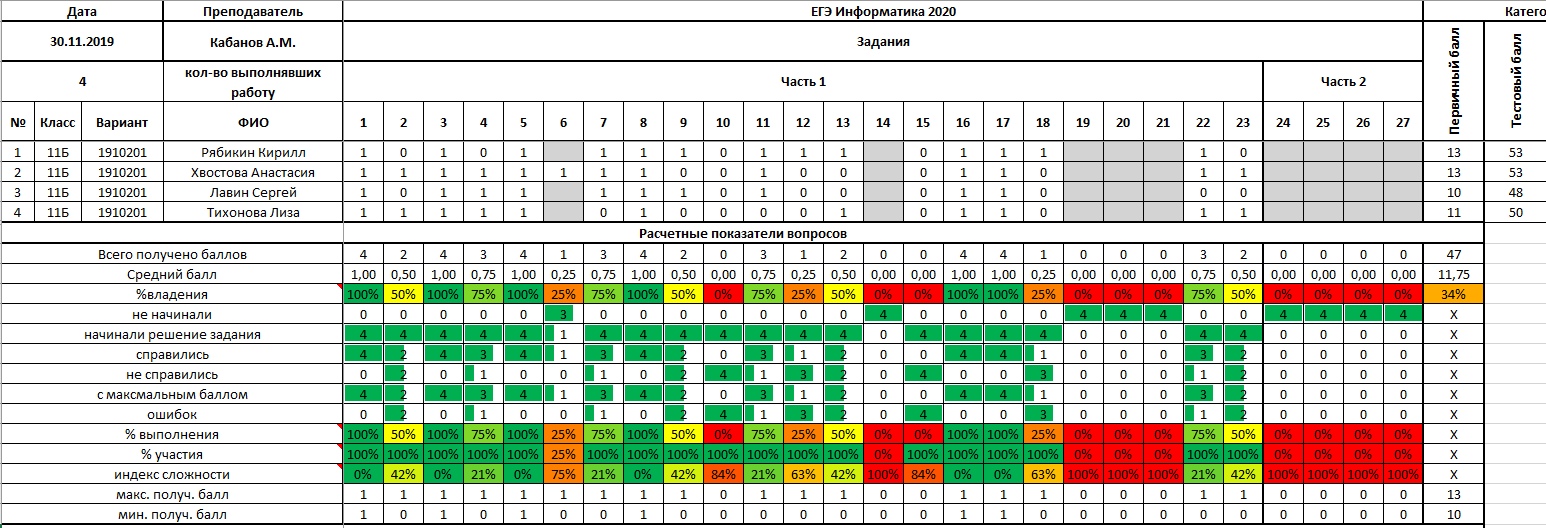 Дата Преподаватель ЕГЭ Информатика 2020 Катего
30.11.2019 Кабанов А.М. Задания Первичный балл Тестовый балл
4 кол-во выполнявших работу Часть 1 Часть 2
№ Класс Вариант ФИО 1 2 3 4 5 6 7 8 9 10 11 12 13 14 15 16 17 18 19 20 21 22 23 24 25 26 27
1 11Б 1910201 Рябикин Кирилл 1 0 1 0 1 1 1 1 0 1 1 1 0 1 1 1 1 0 13 53
2 11Б 1910201 Хвостова Анастасия 1 1 1 1 1 1 1 1 0 0 1 0 0 0 1 1 0 1 1 13 53
3 11Б 1910201 Лавин Сергей 1 0 1 1 1 1 1 1 0 1 0 0 0 1 1 0 0 0 10 48
4 11Б 1910201 Тихонова Лиза 1 1 1 1 1 0 1 0 0 0 0 1 0 1 1 0 1 1 11 50
Расчетные показатели вопросов
Всего получено баллов 4 2 4 3 4 1 3 4 2 0 3 1 2 0 0 4 4 1 0 0 0 3 2 0 0 0 0 47
Средний балл 1,00 0,50 1,00 0,75 1,00 0,25 0,75 1,00 0,50 0,00 0,75 0,25 0,50 0,00 0,00 1,00 1,00 0,25 0,00 0,00 0,00 0,75 0,50 0,00 0,00 0,00 0,00 11,75
%владения 100% 50% 100% 75% 100% 25% 75% 100% 50% 0% 75% 25% 50% 0% 0% 100% 100% 25% 0% 0% 0% 75% 50% 0% 0% 0% 0% 34%
не начинали 0 0 0 0 0 3 0 0 0 0 0 0 0 4 0 0 0 0 4 4 4 0 0 4 4 4 4 X
начинали решение задания 4 4 4 4 4 1 4 4 4 4 4 4 4 0 4 4 4 4 0 0 0 4 4 0 0 0 0 X
справились 4 2 4 3 4 1 3 4 2 0 3 1 2 0 0 4 4 1 0 0 0 3 2 0 0 0 0 X
не справились 0 2 0 1 0 0 1 0 2 4 1 3 2 0 4 0 0 3 0 0 0 1 2 0 0 0 0 X
с максмальным баллом 4 2 4 3 4 1 3 4 2 0 3 1 2 0 0 4 4 1 0 0 0 3 2 0 0 0 0 X
ошибок 0 2 0 1 0 0 1 0 2 4 1 3 2 0 4 0 0 3 0 0 0 1 2 0 0 0 0 X
% выполнения 100% 50% 100% 75% 100% 25% 75% 100% 50% 0% 75% 25% 50% 0% 0% 100% 100% 25% 0% 0% 0% 75% 50% 0% 0% 0% 0% X
% участия 100% 100% 100% 100% 100% 25% 100% 100% 100% 100% 100% 100% 100% 0% 100% 100% 100% 100% 0% 0% 0% 100% 100% 0% 0% 0% 0% X
индекс сложности 0% 42% 0% 21% 0% 75% 21% 0% 42% 84% 21% 63% 42% 100% 84% 0% 0% 63% 100% 100% 100% 21% 42% 100% 100% 100% 100% X
макс. получ. балл 1 1 1 1 1 1 1 1 1 0 1 1 1 0 0 1 1 1 0 0 0 1 1 0 0 0 0 13
мин. получ. балл 1 0 1 0 1 1 0 1 0 0 0 0 0 0 0 1 1 0 0 0 0 0 0 0 0 0 0 10